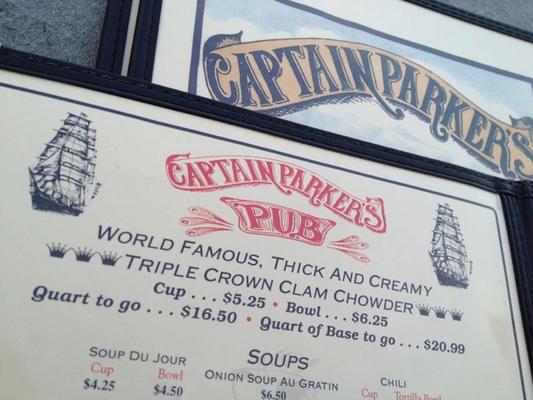 CAPTAIN PARKER'S
CAPTAIN PARKER'S
PUB
WORLD FAMOUS, THICK AND CREAMY
TRIPLE CROWN CLAM CHOWDER
Cup . . . $5.25 • Bowl . . . $6.25
Quart to go . . . $16.50 • Quart of Base to go . . . $20.99
SOUPS
SOUP DU JOUR
Cup Bowl
$4.25 $4.50
ONION SOUP AU GRATIN
$6.50
CHILI
Cup Tortilla Bowl